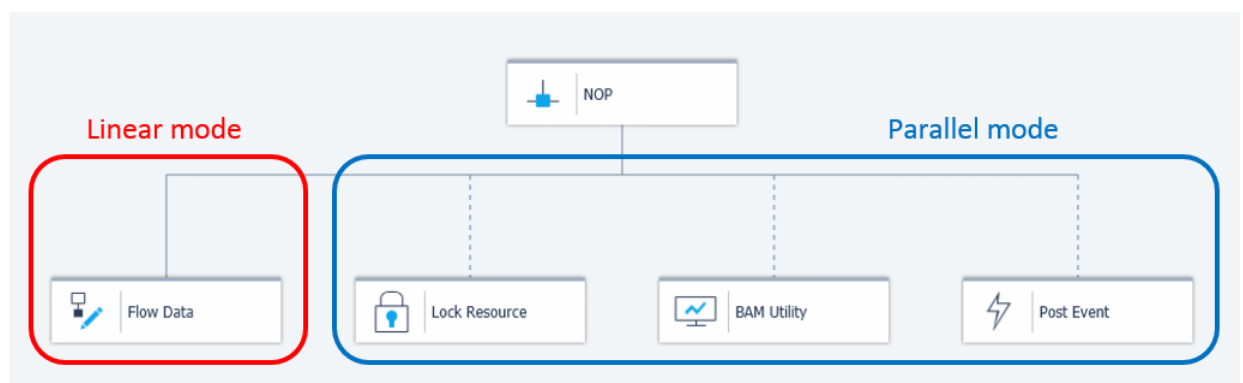 NOP
Linear mode
Parallel mode
Flow Data
Lock Resource
BAM Utility
Post Event